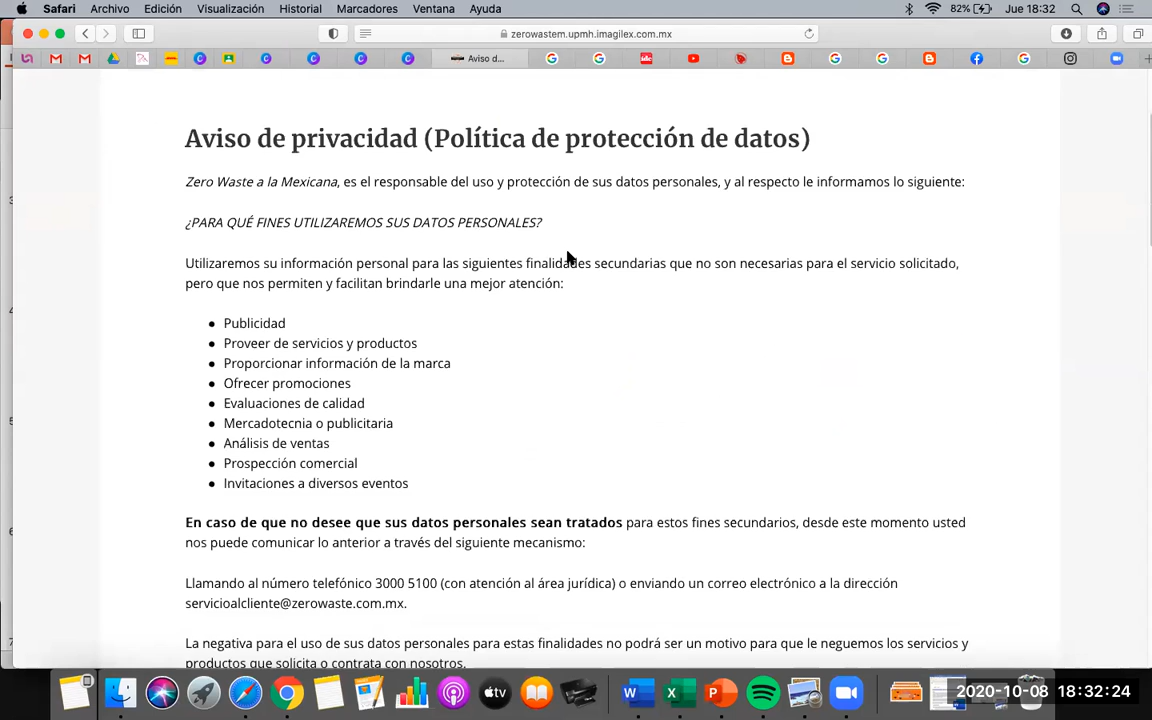 Safari Archivo Edición Visualización Historial Marcadores Ventana Ayuda 82% Jue 18:32
zerowastem.upmh.imagilex.com.mx
Aviso d...
Aviso de privacidad (Política de protección de datos)
Zero Waste a la Mexicana, es el responsable del uso y protección de sus datos personales, y al respecto le informamos lo siguiente:
¿PARA QUÉ FINES UTILIZAREMOS SUS DATOS PERSONALES?
Utilizaremos su información personal para las siguientes finalidades secundarias que no son necesarias para el servicio solicitado,
pero que nos permiten y facilitan brindarle una mejor atención:
● Publicidad
● Proveer de servicios y productos
● Proporcionar información de la marca
● Ofrecer promociones
● Evaluaciones de calidad
● Mercadotecnia o publicitaria
● Análisis de ventas
● Prospección comercial
● Invitaciones a diversos eventos
En caso de que no desee que sus datos personales sean tratados para estos fines secundarios, desde este momento usted
nos puede comunicar lo anterior a través del siguiente mecanismo:
Llamando al número telefónico 3000 5100 (con atención al área jurídica) o enviando un correo electrónico a la dirección
servicioalcliente@zerowaste.com.mx.
La negativa para el uso de sus datos personales para estas finalidades no podrá ser un motivo para que le neguemos los servicios y
productos que solicita o contrata con nosotros.
2020-10-08 18:32:24